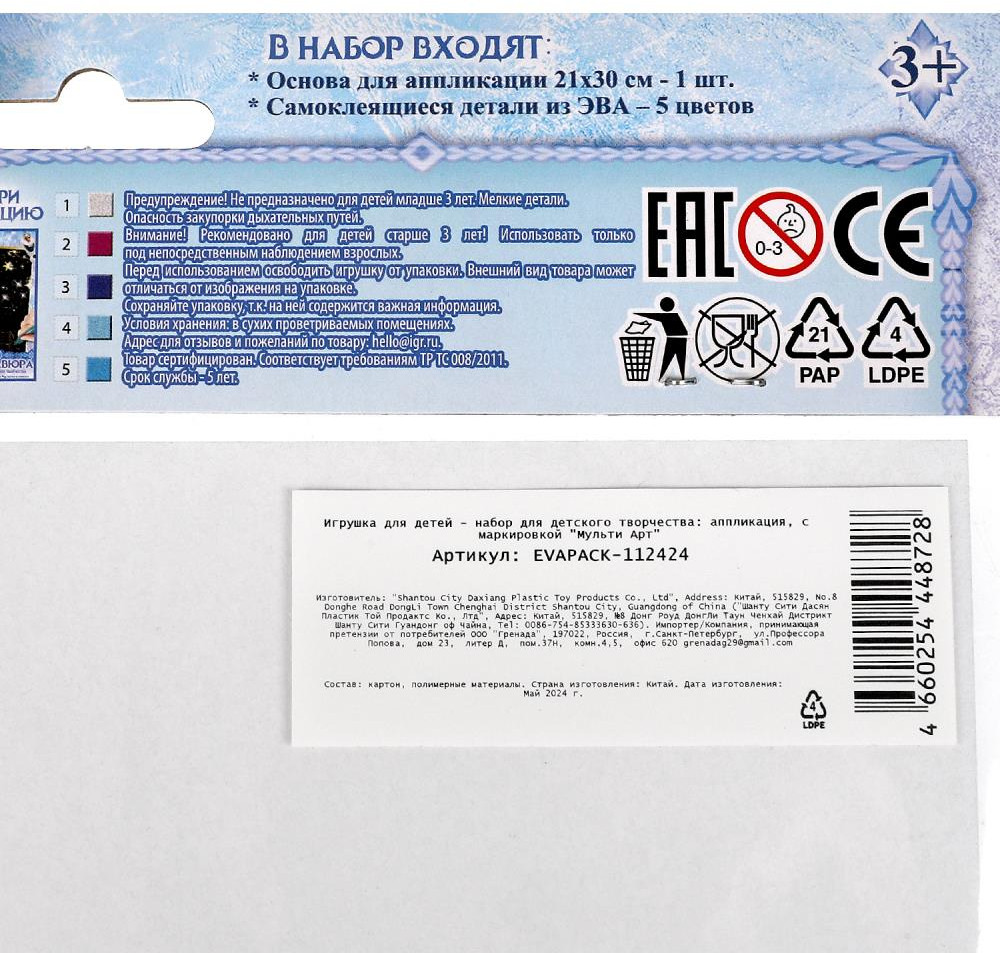 В НАБОР ВХОДЯТ:
* Основа для аппликации 21х30 см - 1 шт.
* Самоклеящиеся детали из ЭВА – 5 цветов
3+
РИ
ЦИЮ
ВЮРА
1
2
3
4
5
Предупреждение! Не предназначено для детей младше 3 лет. Мелкие детали.
Опасность закупорки дыхательных путей.
Внимание! Рекомендовано для детей старше 3 лет! Использовать только
под непосредственным наблюдением взрослых.
Перед использованием освободить игрушку от упаковки. Внешний вид товара может
отличаться от изображения на упаковке.
Сохраняйте упаковку, т.к. на ней содержится важная информация.
Условия хранения: в сухих проветриваемых помещениях.
Адрес для отзывов и пожеланий по товару: hello@igr.ru.
Товар сертифицирован. Соответствует требованиям ТР ТС 008/2011.
Срок службы - 5 лет.
EAC
0-3
CE
21
PAP
4
LDPE
Игрушка для детей – набор для детского творчества: аппликация, с
маркировкой "Мульти Арт"
Артикул: EVAPACK-112424
Изготовитель: "Shantou City Daxiang Plastic Toy Products Co., Ltd", Address: Китай, 515829, No.8
Donghe Road DongLi Town Chenghai District Shantou City, Guangdong of China ("Шанту Сити Дасян
Пластик Той Продактс Ко., Лтд", Адрес: Китай, 515829, №8 Донг Роуд ДонгЛи Таун Ченхай Дистрикт
Шанту Сити Гуандонг оф Чайна, Tel: 0086-754-85333630-636). Импортер/Компания, принимающая
претензии от потребителей ООО "Гренада", 197022, Россия, г.Санкт-Петербург, ул.Профессора
Попова, дом 23, литер Д, пом.37Н, комн.4,5, офис 620 grenadag29@gmail.com
Состав: картон, полимерные материалы. Страна изготовления: Китай. Дата изготовления:
Май 2024 г.
4
LDPE
4 660254 448728